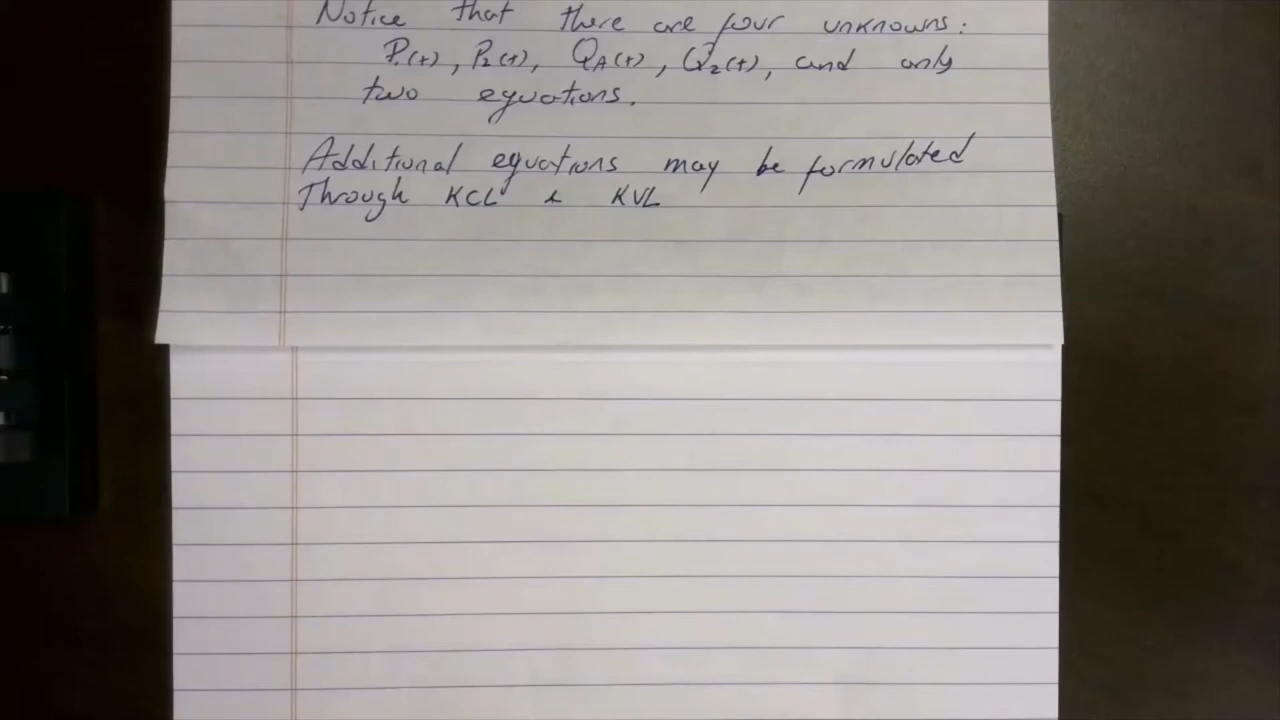 Notice that there are four unknowns:
P1(t), P2(t), QA(t), Q2(t), and only
two equations.
Additional equations may be formulated
Through KCL & KVL